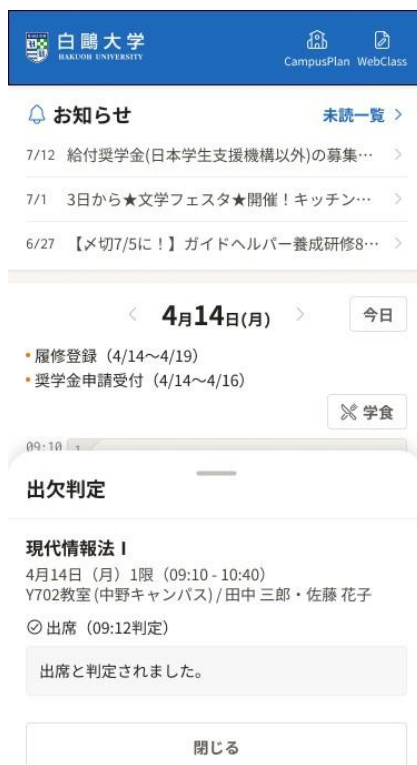 白鷗大学
HAKUOH UNIVERSITY
CampusPlan WebClass
お知らせ 未読一覧 >
7/12 給付奨学金(日本学生支援機構以外)の募集… >
7/1 3日から★文学フェスタ★開催！キッチン… >
6/27 【〆切7/5に！】ガイドヘルパー養成研修8… >
< 4月14日(月) > 今日
•履修登録（4/14～4/19）
•奨学金申請受付（4/14～4/16）
学食
09:10 1
出欠判定
現代情報法Ⅰ
4月14日（月）1限（09:10 - 10:40）
Y702教室(中野キャンパス) / 田中 三郎・佐藤 花子
出席（09:12判定）
出席と判定されました。
閉じる